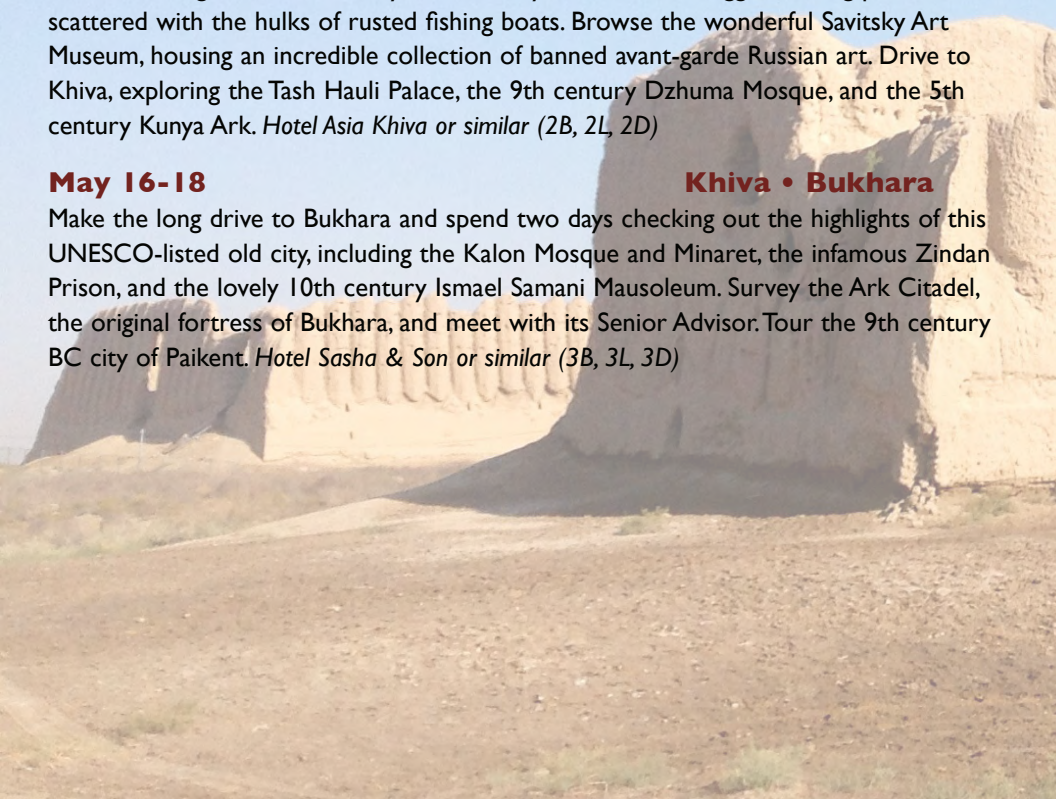 scattered with the hulks of rusted fishing boats. Browse the wonderful Savitsky Art
Museum, housing an incredible collection of banned avant-garde Russian art. Drive to
Khiva, exploring the Tash Hauli Palace, the 9th century Dzhuma Mosque, and the 5th
century Kunya Ark. Hotel Asia Khiva or similar (2B, 2L, 2D)
May 16-18 Khiva • Bukhara
Make the long drive to Bukhara and spend two days checking out the highlights of this
UNESCO-listed old city, including the Kalon Mosque and Minaret, the infamous Zindan
Prison, and the lovely 10th century Ismael Samani Mausoleum. Survey the Ark Citadel,
the original fortress of Bukhara, and meet with its Senior Advisor. Tour the 9th century
BC city of Paikent. Hotel Sasha & Son or similar (3B, 3L, 3D)